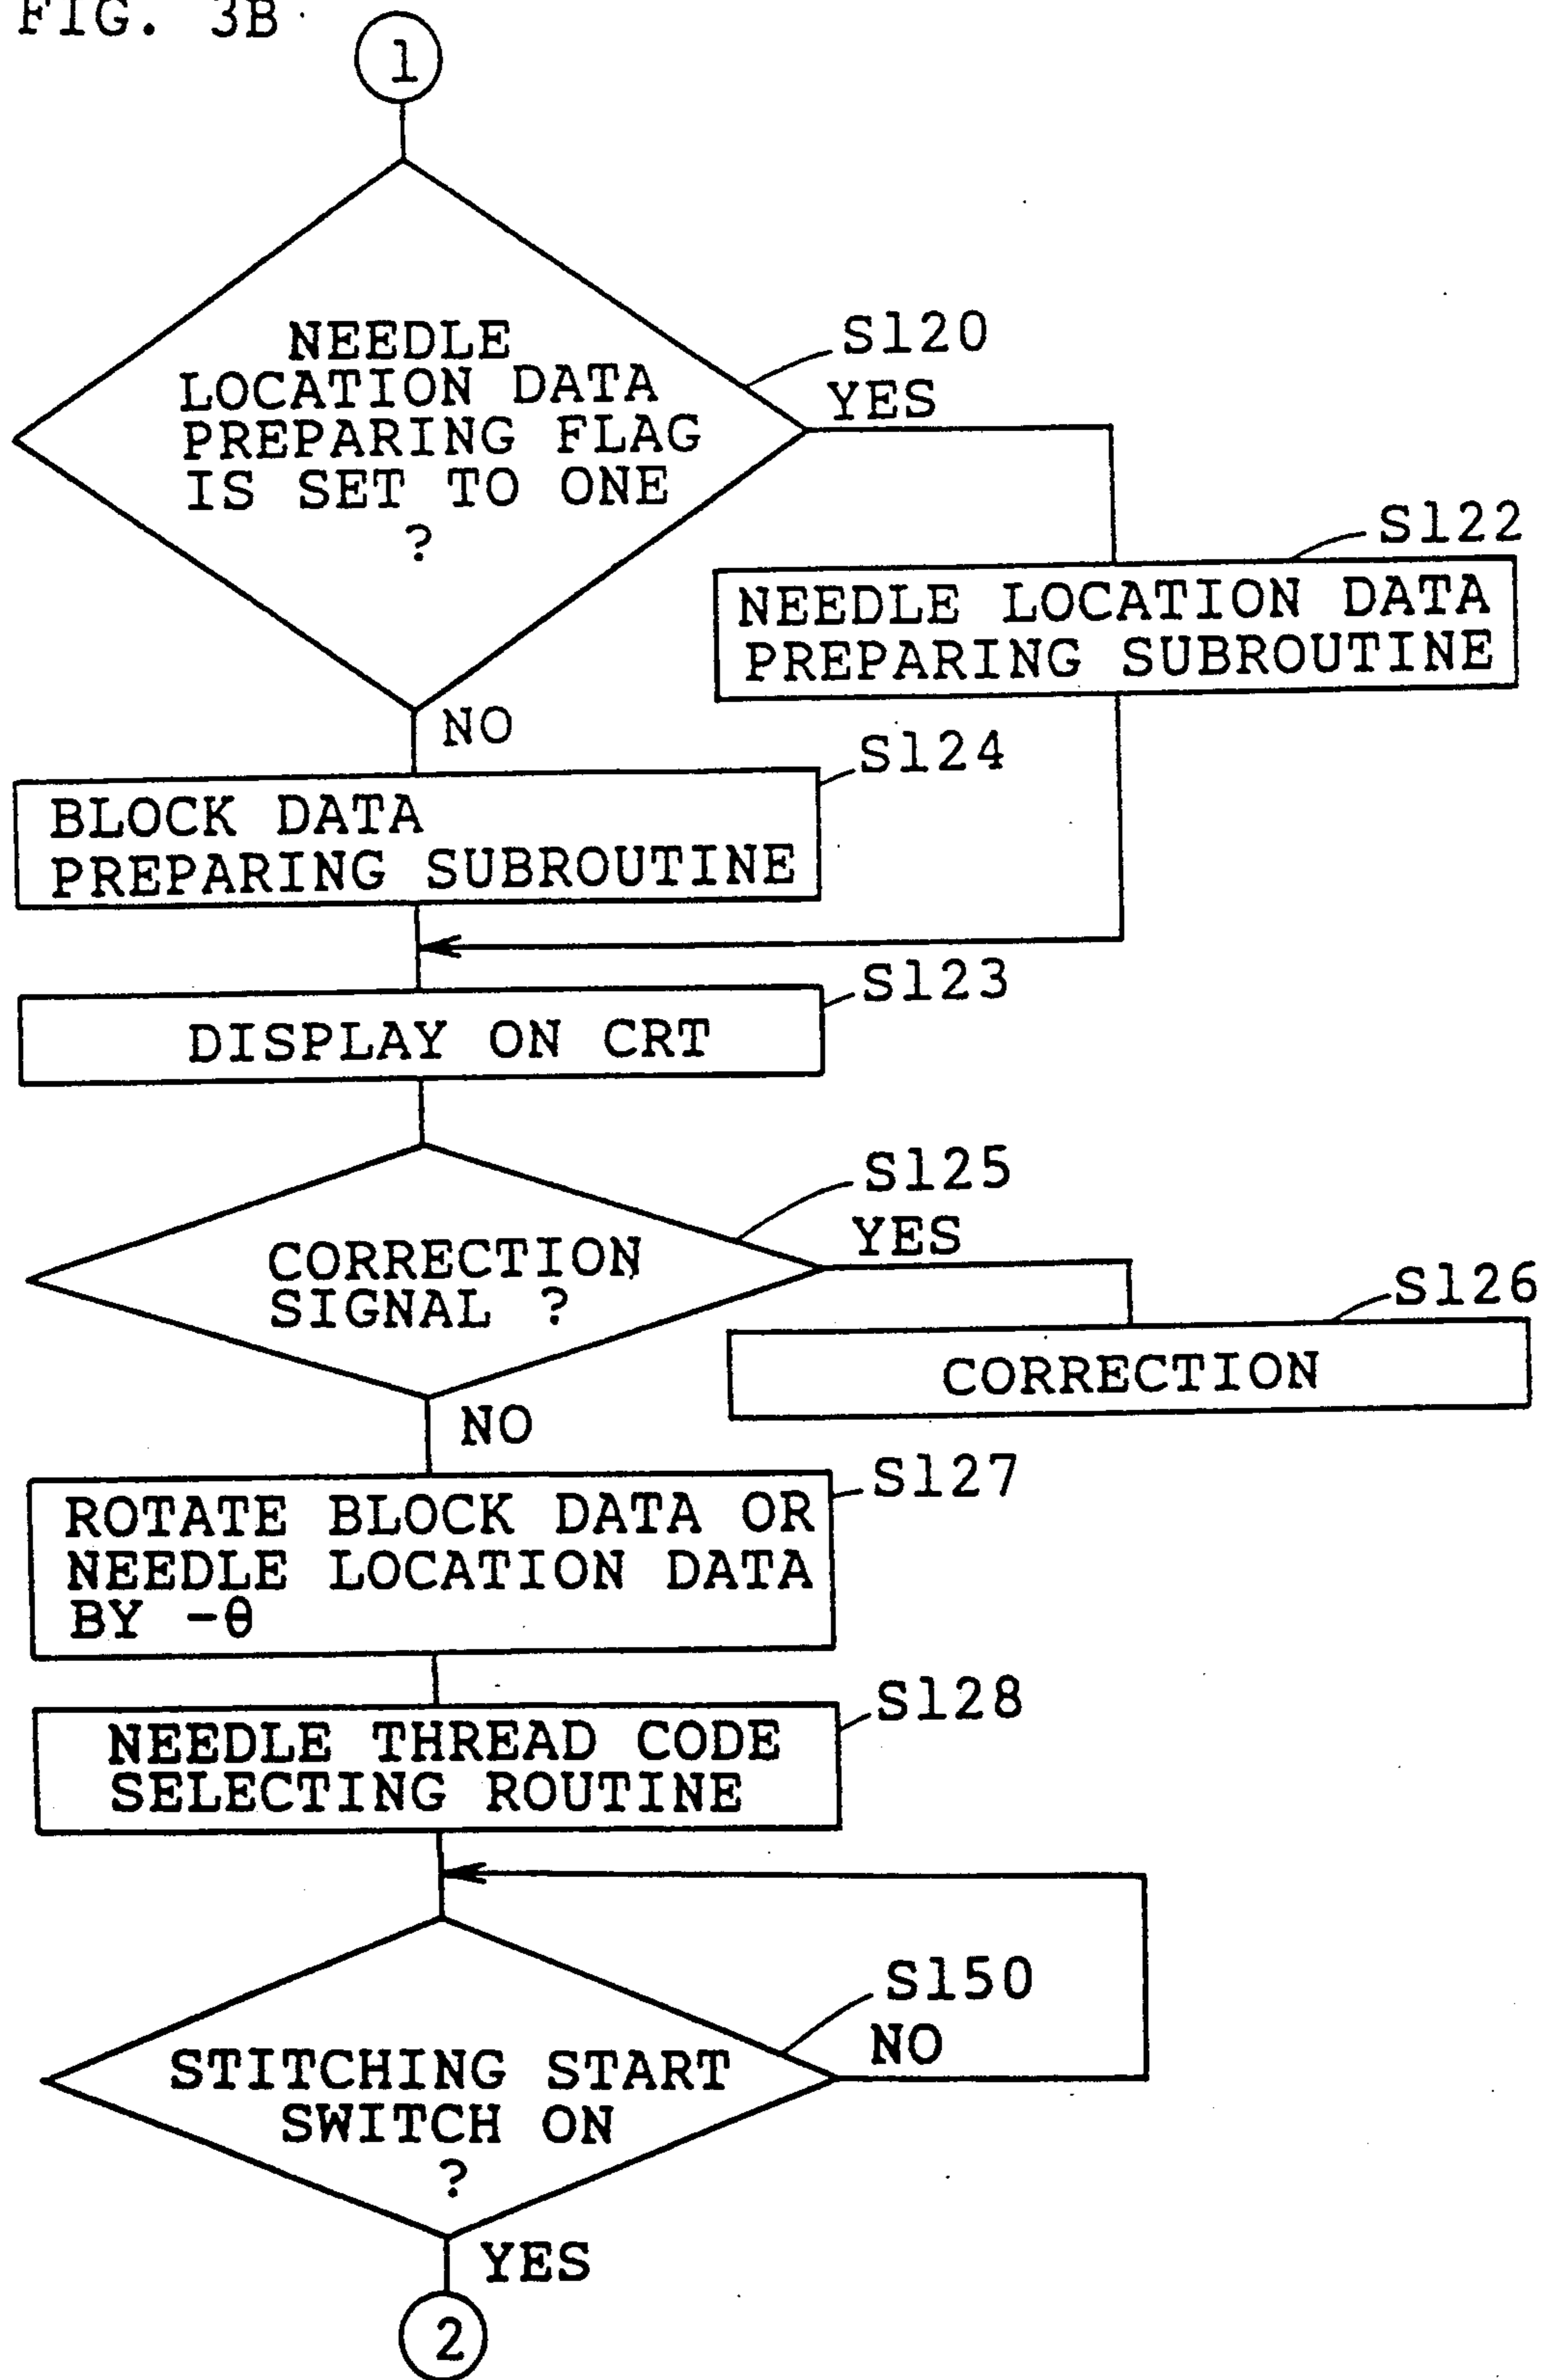 FIG. 3B
1
NEEDLE
LOCATION DATA
PREPARING FLAG
IS SET TO ONE
?
S120
YES
S122
NEEDLE LOCATION DATA
PREPARING SUBROUTINE
NO
S124
BLOCK DATA
PREPARING SUBROUTINE
S123
DISPLAY ON CRT
S125
YES
CORRECTION
SIGNAL ?
S126
CORRECTION
NO
S127
ROTATE BLOCK DATA OR
NEEDLE LOCATION DATA
BY -θ
S128
NEEDLE THREAD CODE
SELECTING ROUTINE
S150
NO
STITCHING START
SWITCH ON
?
YES
2